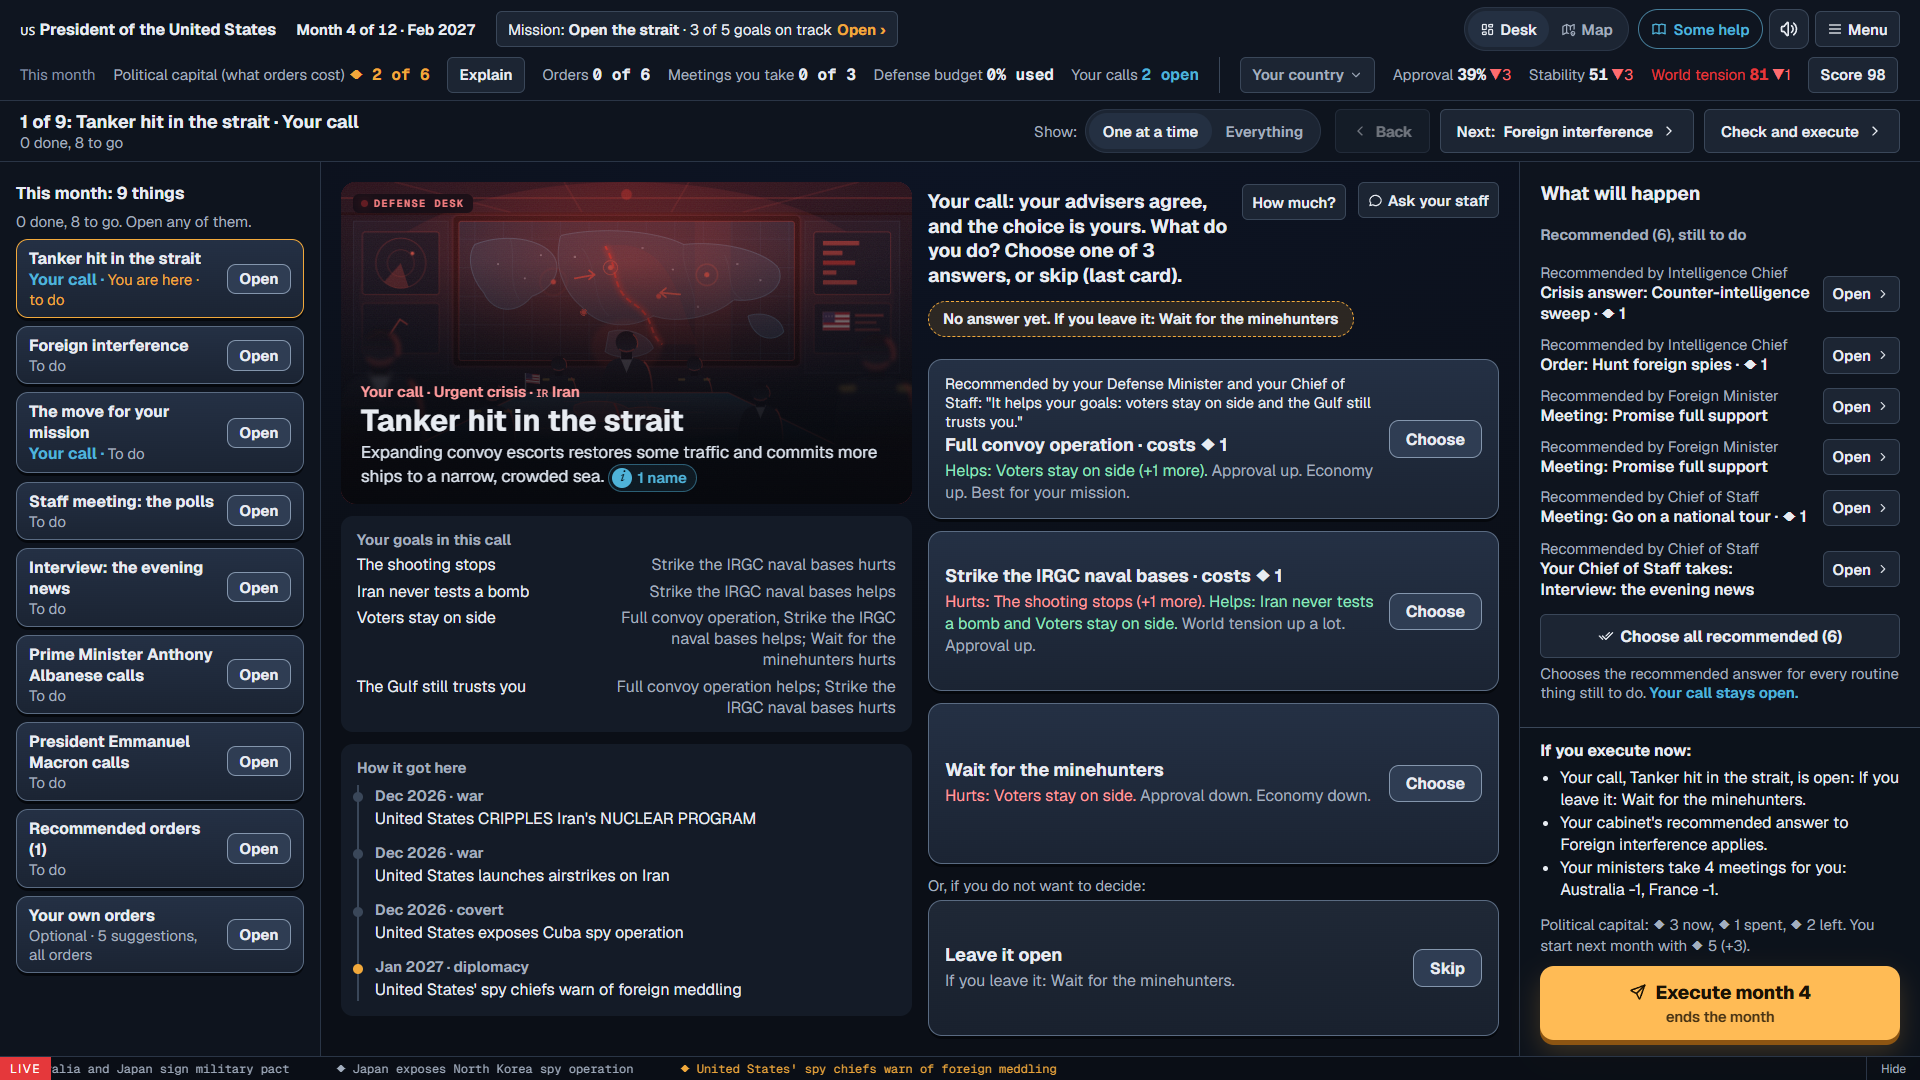 US President of the United States
Month 4 of 12 · Feb 2027
Mission: Open the strait · 3 of 5 goals on track Open ›
Desk
Map
Some help
Menu
This month
Political capital (what orders cost) ◆ 2 of 6
Explain
Orders 0 of 6
Meetings you take 0 of 3
Defense budget 0% used
Your calls 2 open
Your country
Approval 39% ▼3
Stability 51 ▼3
World tension 81 ▼1
Score 98
1 of 9: Tanker hit in the strait · Your call
0 done, 8 to go
Show:
One at a time
Everything
Back
Next: Foreign interference
Check and execute
This month: 9 things
0 done, 8 to go. Open any of them.
Tanker hit in the strait
Your call · You are here ·
to do
Open
Foreign interference
To do
Open
The move for your
mission
Your call · To do
Open
Staff meeting: the polls
To do
Open
Interview: the evening
news
To do
Open
Prime Minister Anthony
Albanese calls
To do
Open
President Emmanuel
Macron calls
To do
Open
Recommended orders
(1)
To do
Open
Your own orders
Optional · 5 suggestions,
all orders
Open
DEFENSE DESK
Your call · Urgent crisis · IR Iran
Tanker hit in the strait
Expanding convoy escorts restores some traffic and commits more
ships to a narrow, crowded sea. i 1 name
Your goals in this call
The shooting stops
Strike the IRGC naval bases hurts
Iran never tests a bomb
Strike the IRGC naval bases helps
Voters stay on side
Full convoy operation, Strike the IRGC
naval bases helps; Wait for the
minehunters hurts
The Gulf still trusts you
Full convoy operation helps; Strike the
IRGC naval bases hurts
How it got here
Dec 2026 · war
United States CRIPPLES Iran's NUCLEAR PROGRAM
Dec 2026 · war
United States launches airstrikes on Iran
Dec 2026 · covert
United States exposes Cuba spy operation
Jan 2027 · diplomacy
United States' spy chiefs warn of foreign meddling
Your call: your advisers agree,
and the choice is yours. What do
you do? Choose one of 3
answers, or skip (last card).
How much?
Ask your staff
No answer yet. If you leave it: Wait for the minehunters
Recommended by your Defense Minister and your Chief of
Staff: "It helps your goals: voters stay on side and the Gulf still
trusts you."
Full convoy operation · costs ◆ 1
Helps: Voters stay on side (+1 more). Approval up. Economy
up. Best for your mission.
Choose
Strike the IRGC naval bases · costs ◆ 1
Hurts: The shooting stops (+1 more). Helps: Iran never tests
a bomb and Voters stay on side. World tension up a lot.
Approval up.
Choose
Wait for the minehunters
Hurts: Voters stay on side. Approval down. Economy down.
Choose
Or, if you do not want to decide:
Leave it open
If you leave it: Wait for the minehunters.
Skip
What will happen
Recommended (6), still to do
Recommended by Intelligence Chief
Crisis answer: Counter-intelligence
sweep · ◆ 1
Open
Recommended by Intelligence Chief
Order: Hunt foreign spies · ◆ 1
Open
Recommended by Foreign Minister
Meeting: Promise full support
Open
Recommended by Foreign Minister
Meeting: Promise full support
Open
Recommended by Chief of Staff
Meeting: Go on a national tour · ◆ 1
Open
Recommended by Chief of Staff
Your Chief of Staff takes:
Interview: the evening news
Open
Choose all recommended (6)
Chooses the recommended answer for every routine
thing still to do. Your call stays open.
If you execute now:
• Your call, Tanker hit in the strait, is open: If you
leave it: Wait for the minehunters.
• Your cabinet's recommended answer to
Foreign interference applies.
• Your ministers take 4 meetings for you:
Australia -1, France -1.
Political capital: ◆ 3 now, ◆ 1 spent, ◆ 2 left. You
start next month with ◆ 5 (+3).
Execute month 4
ends the month
LIVE
alia and Japan sign military pact
◆ Japan exposes North Korea spy operation
◆ United States' spy chiefs warn of foreign meddling
Hide